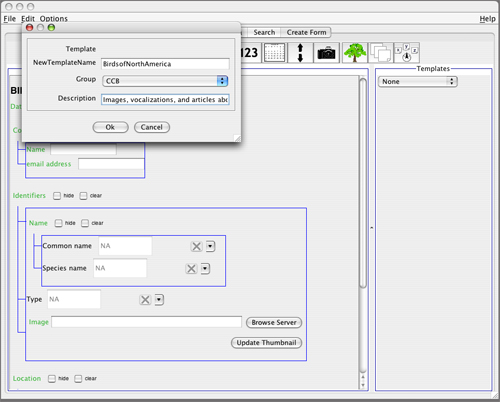 File Edit Options Help
Search Create Form
Template
NewTemplateName BirdsofNorthAmerica
Group CCB
Description Images, vocalizations, and articles abo
Ok Cancel
123
Templates
None
BI
Name
email address
Identifiers hide clear
Name hide clear
Common name NA
Species name NA
Type NA
Image Browse Server
Update Thumbnail
Location hide clear